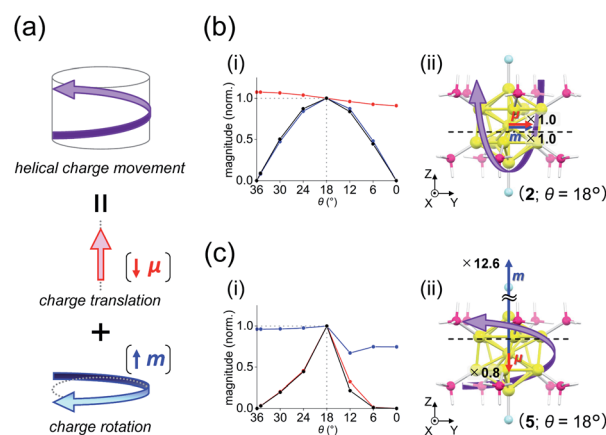 (a)
helical charge movement
=
↓ μ
charge translation
+
↑ m
charge rotation
(b)
(i)
magnitude (norm.)
1.0
0.5
0.0
36 30 24 18 12 6 0
θ (°)
(ii)
μ
× 1.0
m
× 1.0
Z
X
Y
(2; θ = 18°)
(c)
(i)
magnitude (norm.)
1.0
0.5
0.0
36 30 24 18 12 6 0
θ (°)
(ii)
× 12.6
m
μ
× 0.8
Z
X
Y
(5; θ = 18°)